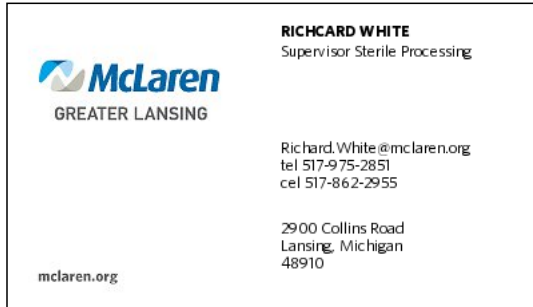 McLaren
GREATER LANSING
mclaren.org
RICHCARD WHITE
Supervisor Sterile Processing
Richard.White@mclaren.org
tel 517-975-2851
cel 517-862-2955
2900 Collins Road
Lansing, Michigan
48910